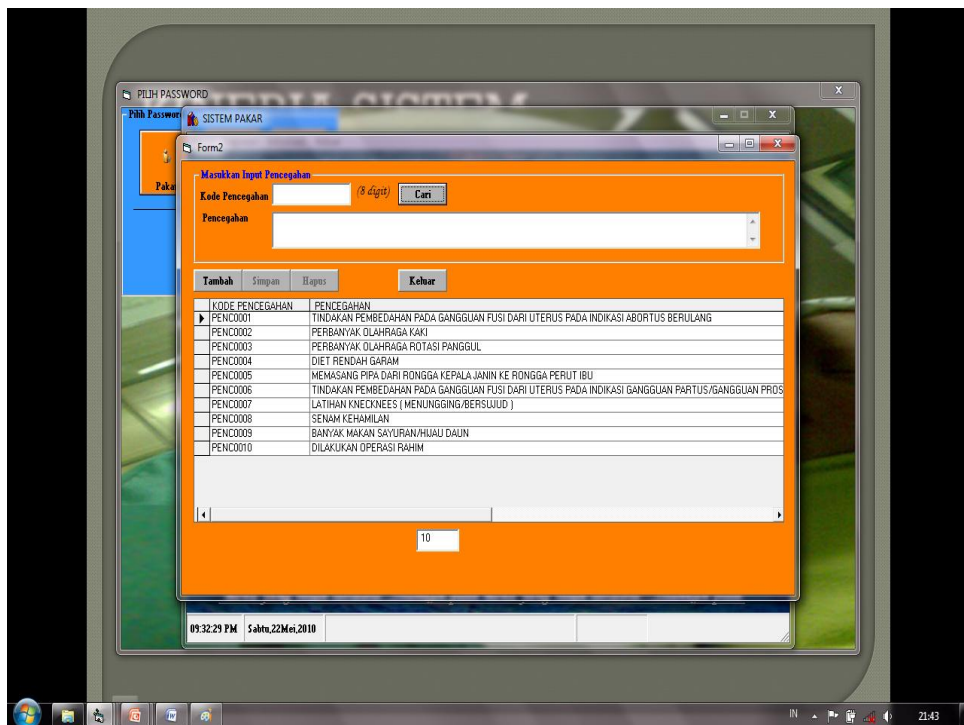 PILIH PASSWORD
X
Pilih Passwor
SISTEM PAKAR
Form2
Paka
Masukkan Input Pencegahan
Kode Pencegahan (8 digit) Cari
Pencegahan
Tambah Simpan Hapus Keluar
KODE PENCEGAHAN PENCEGAHAN
PENC0001 TINDAKAN PEMBEDAHAN PADA GANGGUAN FUSI DARI UTERUS PADA INDIKASI ABORTUS BERULANG
PENC0002 PERBANYAK OLAHRAGA KAKI
PENC0003 PERBANYAK OLAHRAGA ROTASI PANGGUL
PENC0004 DIET RENDAH GARAM
PENC0005 MEMASANG PIPA DARI RONGGA KEPALA JANIN KE RONGGA PERUT IBU
PENC0006 TINDAKAN PEMBEDAHAN PADA GANGGUAN FUSI DARI UTERUS PADA INDIKASI GANGGUAN PARTUS/GANGGUAN PROS
PENC0007 LATIHAN KNECKNEES ( MENUNGGING/BERSUJUD )
PENC0008 SENAM KEHAMILAN
PENC0009 BANYAK MAKAN SAYURAN/HIJAU DAUN
PENC0010 DILAKUKAN OPERASI RAHIM
10
09:32:29 PM Sabtu,22Mei,2010
IN 21:43